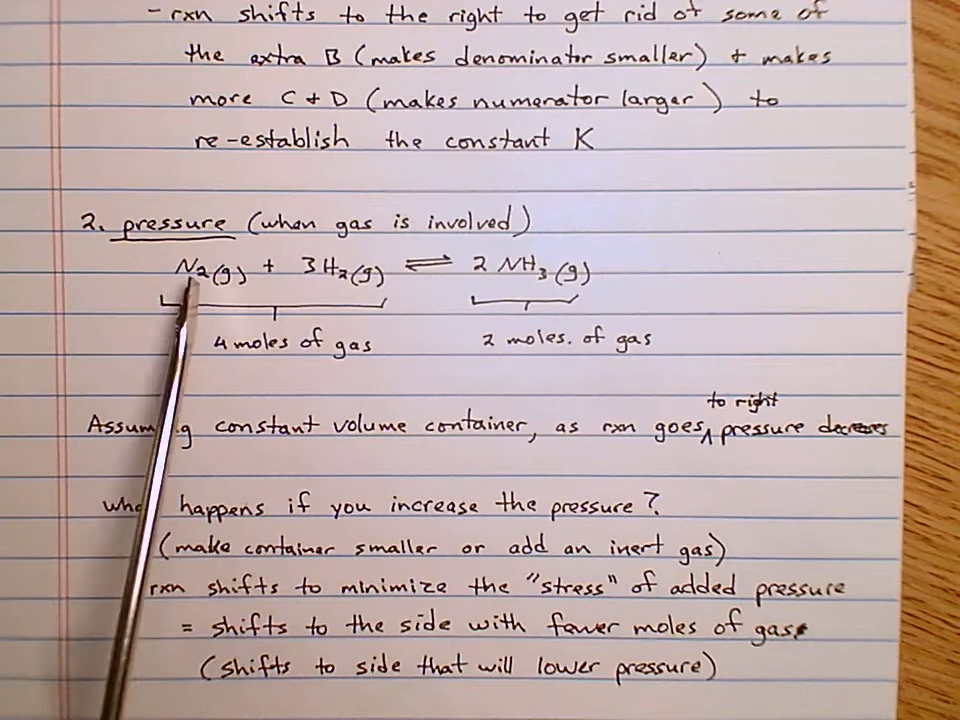 - rxn shifts to the right to get rid of some of
the extra B (makes denominator smaller) + makes
more C + D (makes numerator larger) to
re-establish the constant K
2. pressure (when gas is involved)
N₂(g) + 3H₂(g) ⇌ 2 NH₃(g)
4 moles of gas 2 moles. of gas
to right
Assuming constant volume container, as rxn goes ^ pressure decreases
happens if you increase the pressure?
(make container smaller or add an inert gas)
rxn shifts to minimize the "stress" of added pressure
= shifts to the side with fewer moles of gas.
(shifts to side that will lower pressure)